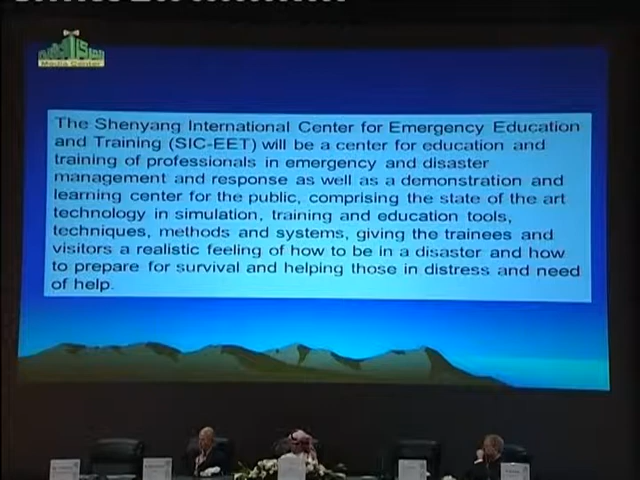 Media Center
The Shenyang International Center for Emergency Education
and Training (SIC-EET) will be a center for education and
training of professionals in emergency and disaster
management and response as well as a demonstration and
learning center for the public, comprising the state of the art
technology in simulation, training and education tools,
techniques, methods and systems, giving the trainees and
visitors a realistic feeling of how to be in a disaster and how
to prepare for survival and helping those in distress and need
of help.